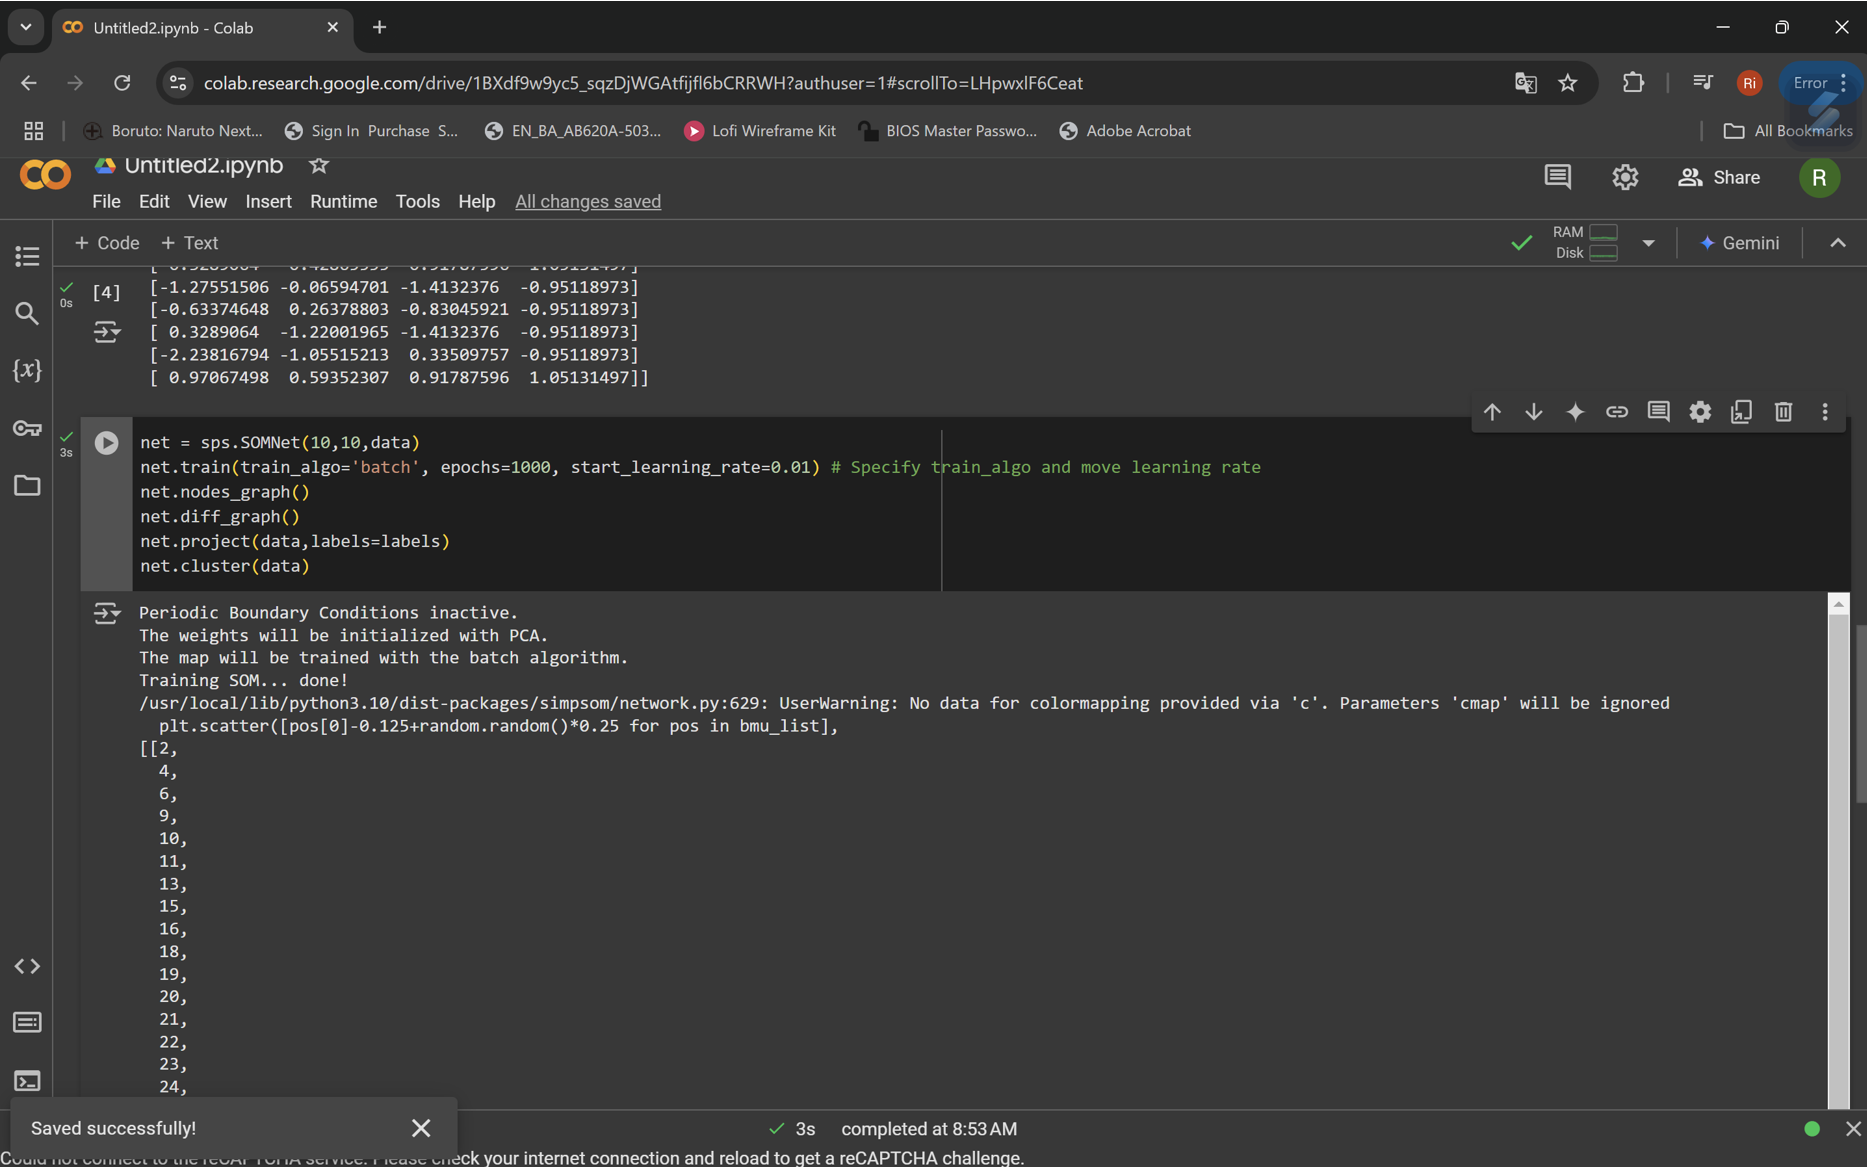 Untitled2.ipynb - Colab
colab.research.google.com/drive/1BXdf9w9yc5_sqzDjWGAtfijfl6bCRRWH?authuser=1#scrollTo=LHpwxlF6Ceat
Ri
Error
Boruto: Naruto Next...
Sign In Purchase S...
EN_BA_AB620A-503...
Lofi Wireframe Kit
BIOS Master Passwo...
Adobe Acrobat
All Bookmarks
Untitled2.ipynb
Share
R
File Edit View Insert Runtime Tools Help All changes saved
+ Code + Text
RAM
Disk
Gemini
0s
[4]
[-1.27551506 -0.06594701 -1.4132376 -0.95118973]
[-0.63374648 0.26378803 -0.83045921 -0.95118973]
[ 0.3289064 -1.22001965 -1.4132376 -0.95118973]
[-2.23816794 -1.05515213 0.33509757 -0.95118973]
[ 0.97067498 0.59352307 0.91787596 1.05131497]]
{x}
3s
net = sps.SOMNet(10,10,data)
net.train(train_algo='batch', epochs=1000, start_learning_rate=0.01) # Specify train_algo and move learning rate
net.nodes_graph()
net.diff_graph()
net.project(data,labels=labels)
net.cluster(data)
Periodic Boundary Conditions inactive.
The weights will be initialized with PCA.
The map will be trained with the batch algorithm.
Training SOM... done!
/usr/local/lib/python3.10/dist-packages/simpsom/network.py:629: UserWarning: No data for colormapping provided via 'c'. Parameters 'cmap' will be ignored
plt.scatter([pos[0]-0.125+random.random()*0.25 for pos in bmu_list],
[[2,
4,
6,
9,
10,
11,
13,
15,
16,
18,
19,
20,
21,
22,
23,
24,
Saved successfully!
3s completed at 8:53 AM
Could not connect to the reCAPTCHA service. Please check your internet connection and reload to get a reCAPTCHA challenge.